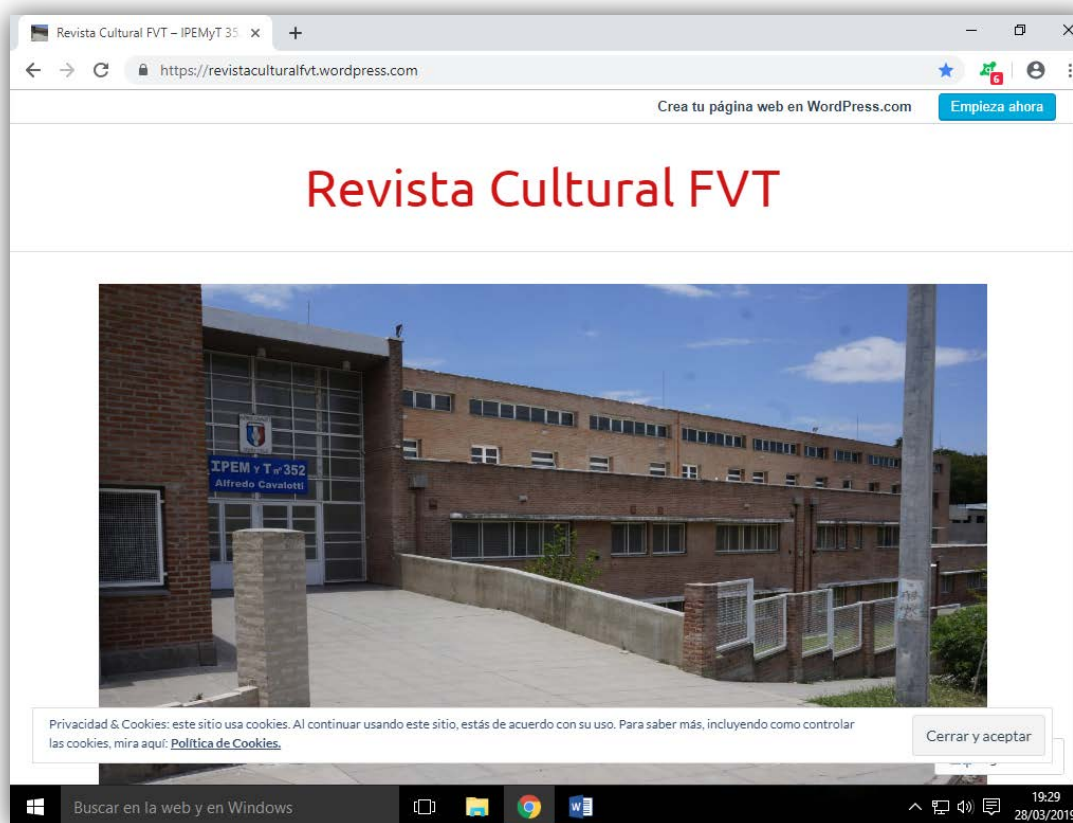 Revista Cultural FVT – IPEMyT 35
https://revistaculturalfvt.wordpress.com
6
Crea tu página web en WordPress.com
Empieza ahora
Revista Cultural FVT
IPEM Y T nº 352
Alfredo Cavalotti
Privacidad & Cookies: este sitio usa cookies. Al continuar usando este sitio, estás de acuerdo con su uso. Para saber más, incluyendo como controlar
las cookies, mira aquí: Política de Cookies.
Cerrar y aceptar
Buscar en la web y en Windows
19:29
28/03/2019